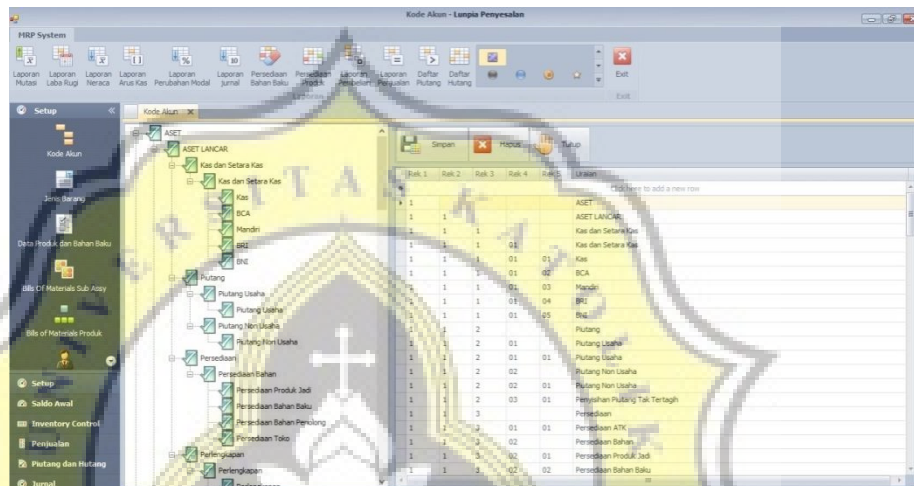 Kode Akun - Lunpia Penyesalan
MRP System
Laporan Mutasi
Laporan Laba Rugi
Laporan Neraca
Laporan Arus Kas
Laporan Perubahan Modal
Laporan jurnal
Persediaan Bahan Baku
Persediaan Produk
Laporan Pembelian
Laporan Penjualan
Daftar Piutang
Daftar Hutang
Exit
Laporan
Exit
Setup
Kode Akun
Kode Akun
Jenis Barang
Data Produk dan Bahan Baku
Bills Of Materials Sub Assy
Bills of Materials Produk
Setup
Saldo Awal
Inventory Control
Penjualan
Piutang dan Hutang
Jurnal
ASET
ASET LANCAR
Kas dan Setara Kas
Kas dan Setara Kas
Kas
BCA
Mandiri
BRI
BNI
Piutang
Piutang Usaha
Piutang Usaha
Piutang Non Usaha
Piutang Non Usaha
Persediaan
Persediaan Bahan
Persediaan Produk Jadi
Persediaan Bahan Baku
Persediaan Bahan Penolong
Persediaan Toko
Perlengkapan
Perlengkapan
Simpan Hapus Tutup
Rek 1 Rek 2 Rek 3 Rek 4 Rek 5 Uraian
Click here to add a new row
1 ASET
1 1 ASET LANCAR
1 1 1 Kas dan Setara Kas
1 1 1 01 Kas dan Setara Kas
1 1 1 01 01 Kas
1 1 1 01 02 BCA
1 1 1 01 03 Mandiri
1 1 1 01 04 BRI
1 1 1 01 05 BNI
1 1 2 Piutang
1 1 2 01 Piutang Usaha
1 1 2 01 01 Piutang Usaha
1 1 2 02 Piutang Non Usaha
1 1 2 02 01 Piutang Non Usaha
1 1 2 03 01 Penyisihan Piutang Tak Tertagih
1 1 3 Persediaan
1 1 3 01 01 Persediaan ATK
1 1 3 02 Persediaan Bahan
1 1 3 02 01 Persediaan Produk Jadi
1 1 3 02 02 Persediaan Bahan Baku